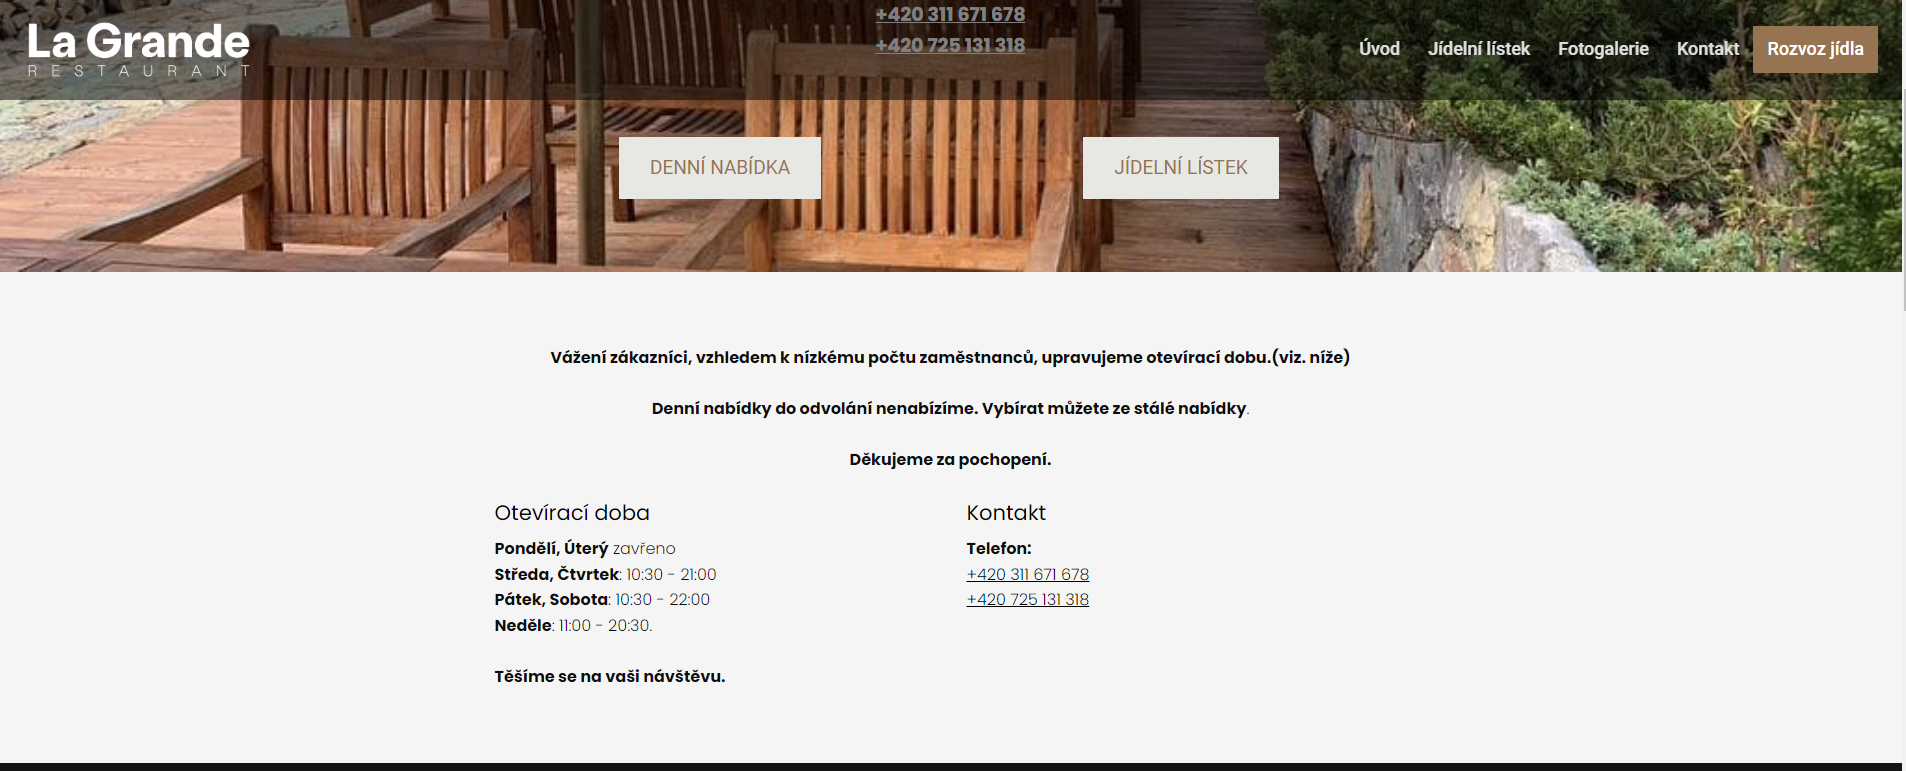 +420 311 671 678
La Grande
RESTAURANT
+420 725 131 318
Úvod
Jídelní lístek
Fotogalerie
Kontakt
Rozvoz jídla
DENNÍ NABÍDKA
JÍDELNÍ LÍSTEK
Vážení zákazníci, vzhledem k nízkému počtu zaměstnanců, upravujeme otevírací dobu.(viz. níže)
Denní nabídky do odvolání nenabízíme. Vybírat můžete ze stálé nabídky.
Děkujeme za pochopení.
Otevírací doba
Pondělí, Úterý zavřeno
Středa, Čtvrtek: 10:30 - 21:00
Pátek, Sobota: 10:30 - 22:00
Neděle: 11:00 - 20:30.
Těšíme se na vaši návštěvu.
Kontakt
Telefon:
+420 311 671 678
+420 725 131 318